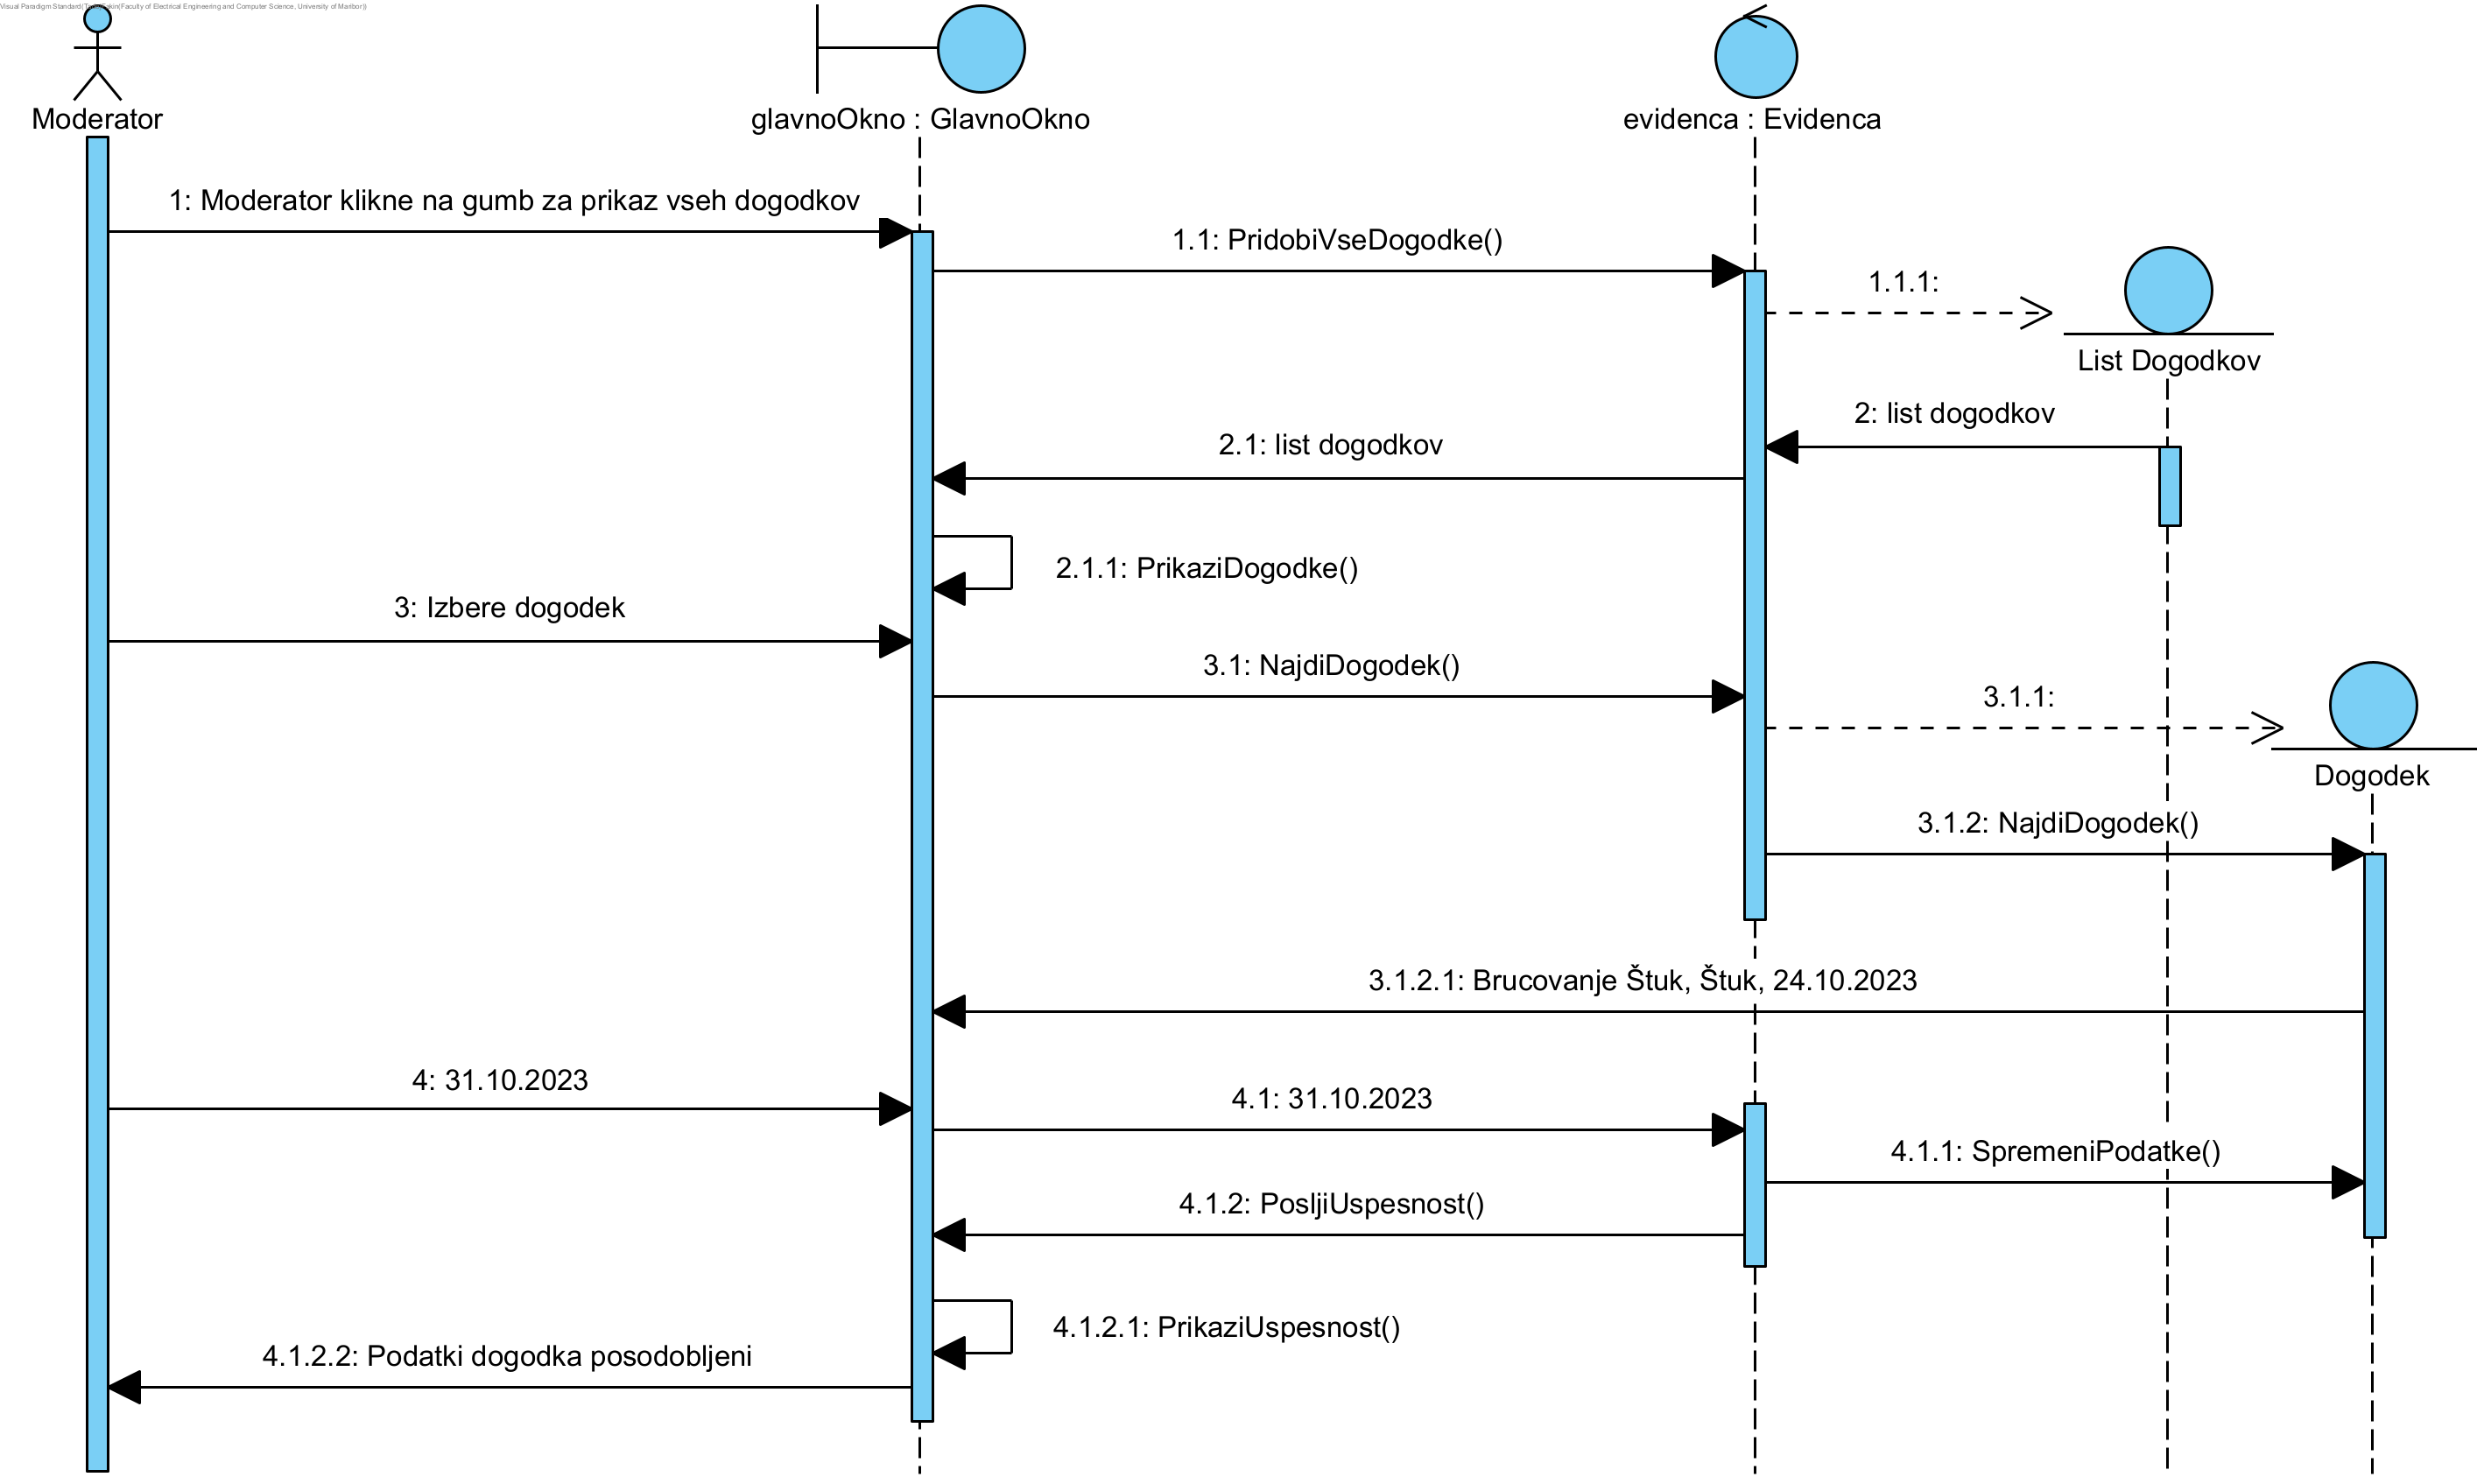 Moderator
glavnoOkno : GlavnoOkno
evidenca : Evidenca
1: Moderator klikne na gumb za prikaz vseh dogodkov
1.1: PridobiVseDogodke()
1.1.1:
List Dogodkov
2: list dogodkov
2.1: list dogodkov
2.1.1: PrikaziDogodke()
3: Izbere dogodek
3.1: NajdiDogodek()
3.1.1:
Dogodek
3.1.2: NajdiDogodek()
3.1.2.1: Brucovanje Štuk, Štuk, 24.10.2023
4: 31.10.2023
4.1: 31.10.2023
4.1.1: SpremeniPodatke()
4.1.2: PosljiUspesnost()
4.1.2.1: PrikaziUspesnost()
4.1.2.2: Podatki dogodka posodobljeni